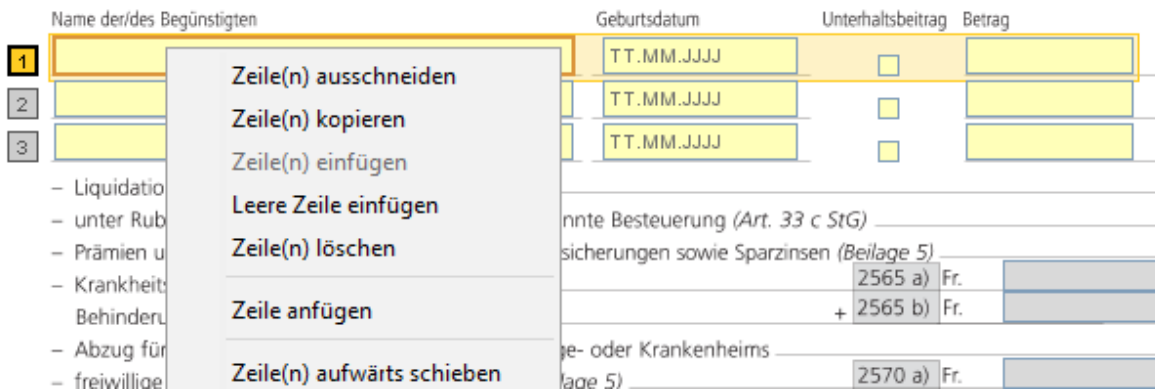 Name der/des Begünstigten Geburtsdatum Unterhaltsbeitrag Betrag
1 TT.MM.JJJJ
2 TT.MM.JJJJ
3 TT.MM.JJJJ
Zeile(n) ausschneiden
Zeile(n) kopieren
Zeile(n) einfügen
Leere Zeile einfügen
Zeile(n) löschen
Zeile anfügen
Zeile(n) aufwärts schieben
– Liquidatio
– unter Rub nnte Besteuerung (Art. 33 c StG)
– Prämien u sicherungen sowie Sparzinsen (Beilage 5)
– Krankheit 2565 a) Fr.
Behinderu + 2565 b) Fr.
– Abzug für ge- oder Krankenheims
– freiwillige lage 5) 2570 a) Fr.